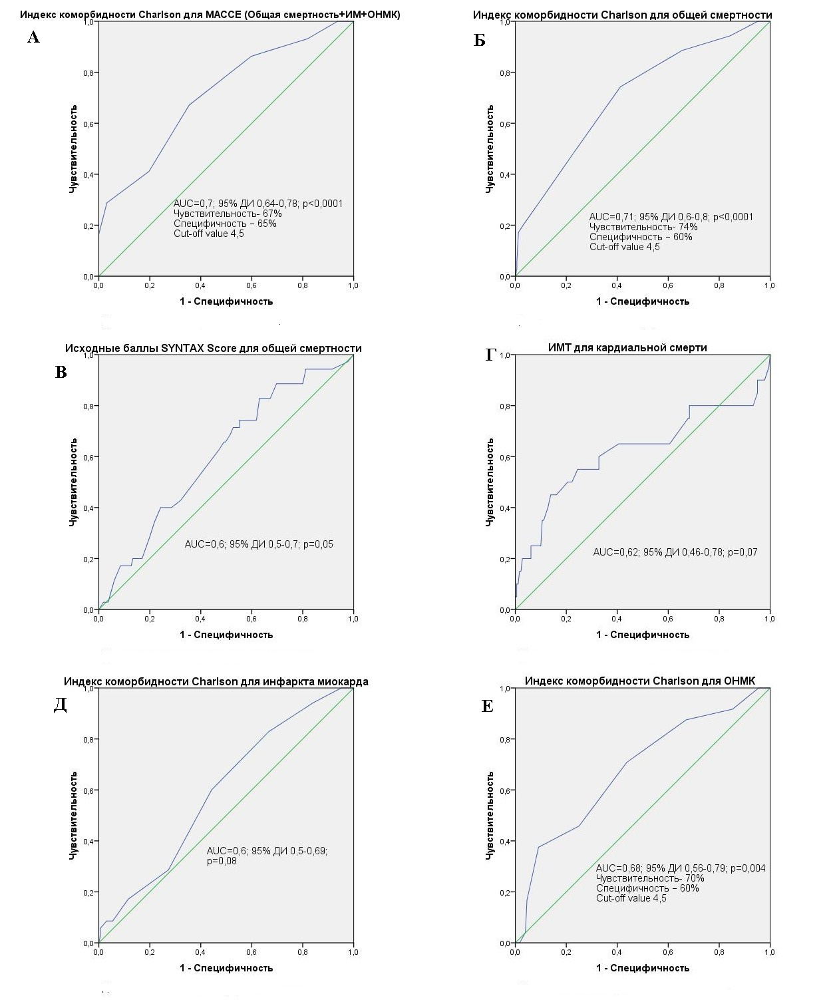 Индекс коморбидности Charlson для MACCE (Общая смертность+ИМ+ОНМК)
А
1,0
0,8
0,6
0,4
0,2
0,0
Чувствительность
AUC=0,7; 95% ДИ 0,64-0,78; p<0,0001
Чувствительность- 67%
Специфичность – 65%
Cut-off value 4,5
0,0 0,2 0,4 0,6 0,8 1,0
1 - Специфичность
Индекс коморбидности Charlson для общей смертности
Б
1,0
0,8
0,6
0,4
0,2
0,0
Чувствительность
AUC=0,71; 95% ДИ 0,6-0,8; p<0,0001
Чувствительность- 74%
Специфичность – 60%
Cut-off value 4,5
0,0 0,2 0,4 0,6 0,8 1,0
1 - Специфичность
Исходные баллы SYNTAX Score для общей смертности
В
1,0
0,8
0,6
0,4
0,2
0,0
Чувствительность
AUC=0,6; 95% ДИ 0,5-0,7; p=0,05
0,0 0,2 0,4 0,6 0,8 1,0
1 - Специфичность
ИМТ для кардиальной смерти
Г
1,0
0,8
0,6
0,4
0,2
0,0
Чувствительность
AUC=0,62; 95% ДИ 0,46-0,78; p=0,07
0,0 0,2 0,4 0,6 0,8 1,0
1 - Специфичность
Индекс коморбидности Charlson для инфаркта миокарда
Д
1,0
0,8
0,6
0,4
0,2
0,0
Чувствительность
AUC=0,6; 95% ДИ 0,5-0,69;
p=0,08
0,0 0,2 0,4 0,6 0,8 1,0
1 - Специфичность
Индекс коморбидности Charlson для ОНМК
Е
1,0
0,8
0,6
0,4
0,2
0,0
Чувствительность
AUC=0,68; 95% ДИ 0,56-0,79; p=0,004
Чувствительность- 70%
Специфичность – 60%
Cut-off value 4,5
0,0 0,2 0,4 0,6 0,8 1,0
1 - Специфичность